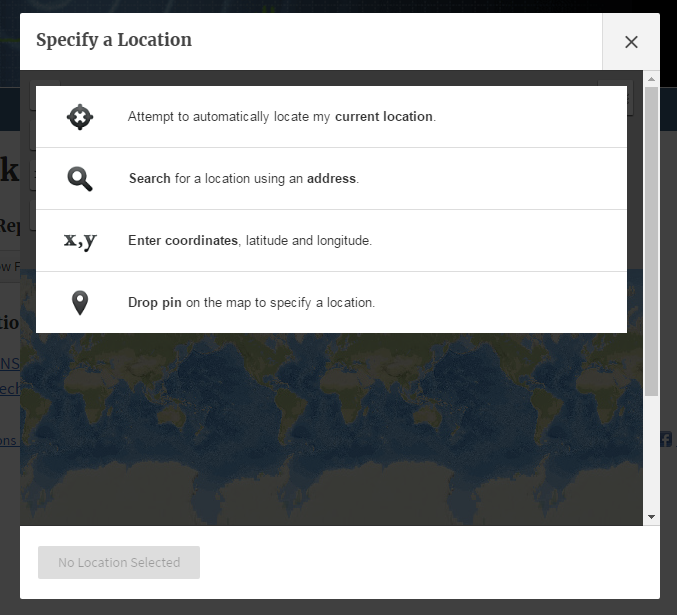 Specify a Location
Attempt to automatically locate my current location.
Search for a location using an address.
x,y
Enter coordinates, latitude and longitude.
Drop pin on the map to specify a location.
No Location Selected